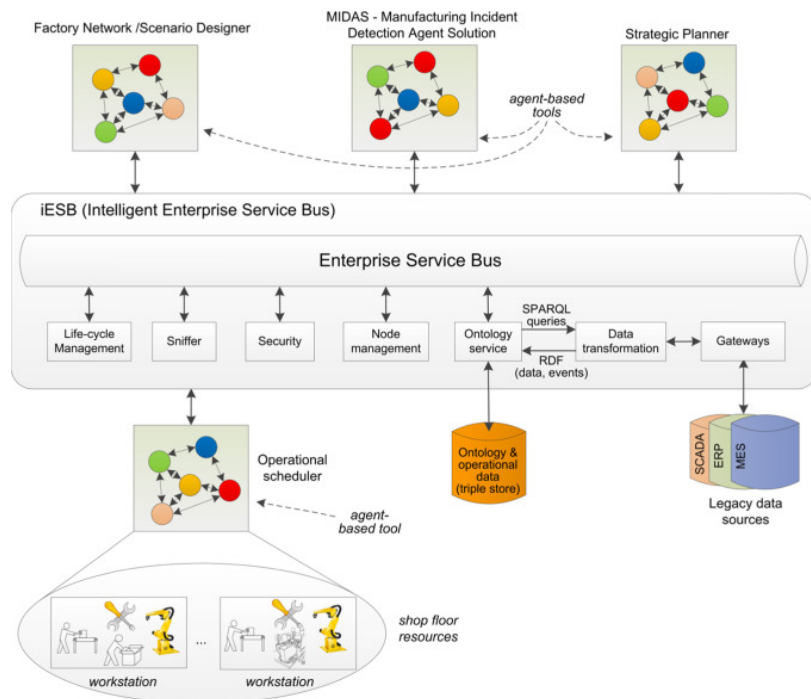 Factory Network /Scenario Designer
MIDAS - Manufacturing Incident
Detection Agent Solution
Strategic Planner
agent-based
tools
iESB (Intelligent Enterprise Service Bus)
Enterprise Service Bus
Life-cycle
Management
Sniffer
Security
Node
management
Ontology
service
SPARQL
queries
RDF
(data, events)
Data
transformation
Gateways
Operational
scheduler
agent-
based tool
Ontology &
operational
data
(triple store)
SCADA
ERP
MES
Legacy data
sources
shop floor
resources
...
workstation
workstation